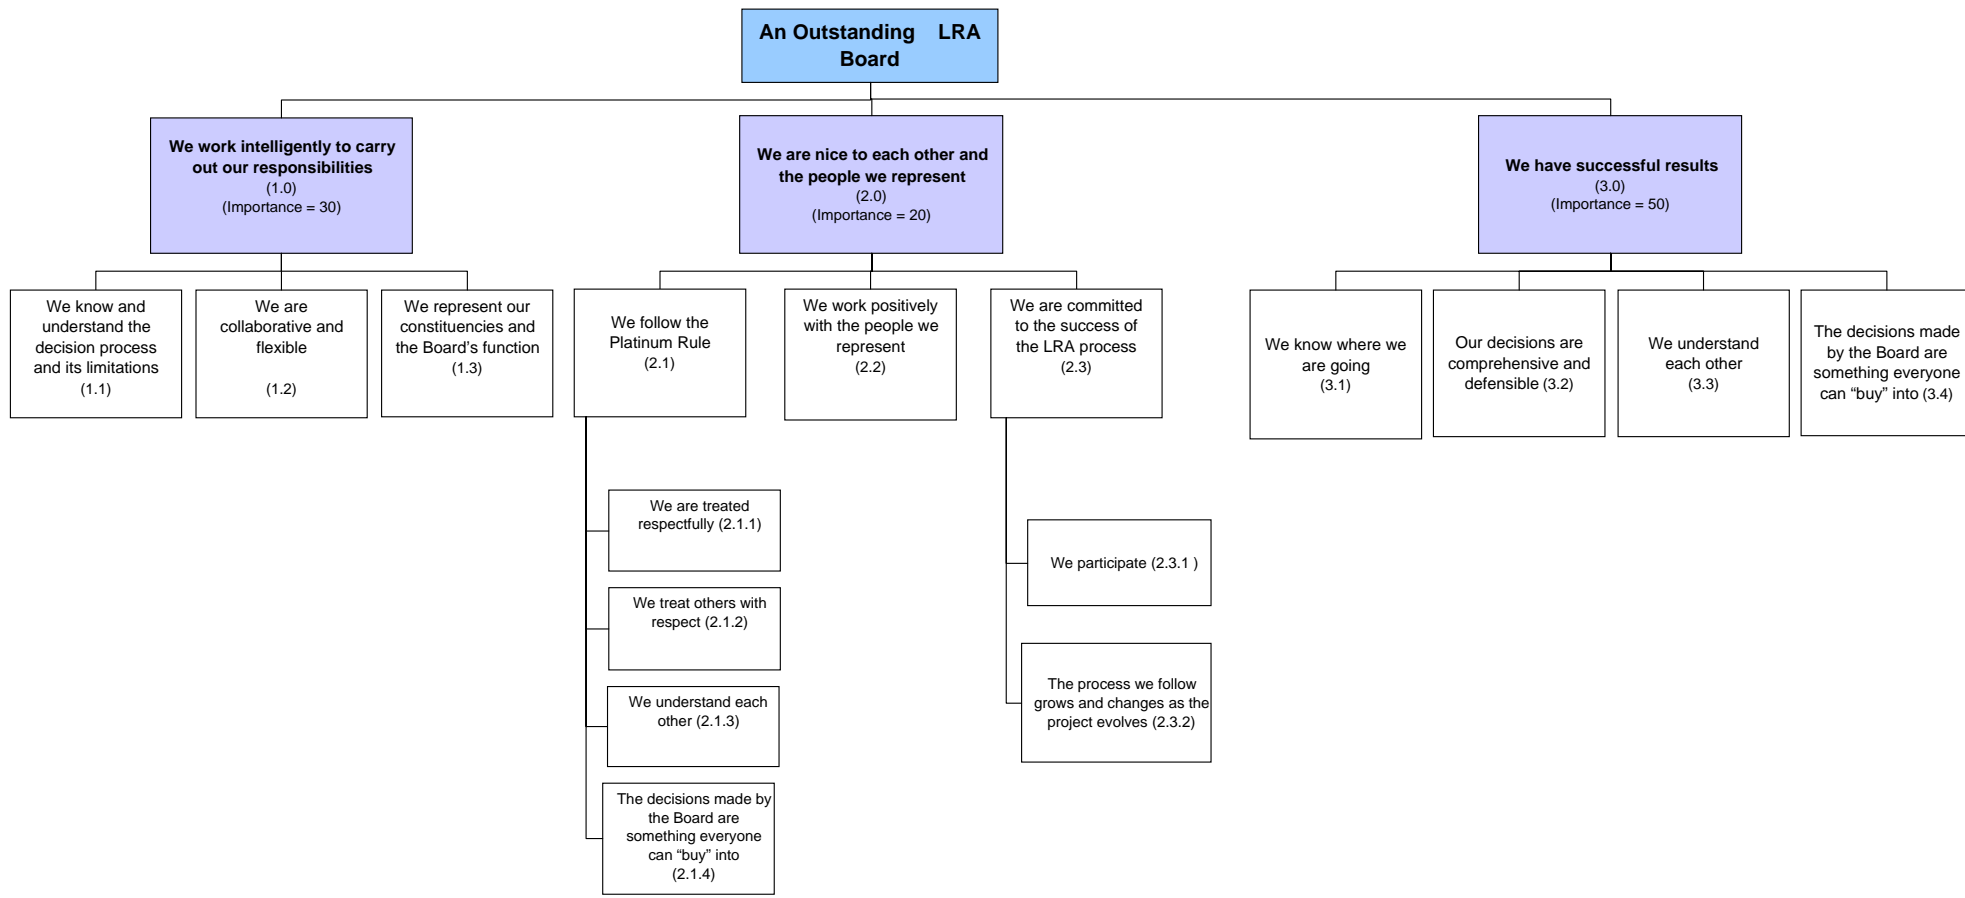 An Outstanding LRA
Board
We work intelligently to carry
out our responsibilities
(1.0)
(Importance = 30)
We are nice to each other and
the people we represent
(2.0)
(Importance = 20)
We have successful results
(3.0)
(Importance = 50)
We know and
understand the
decision process
and its limitations
(1.1)
We are
collaborative and
flexible
(1.2)
We represent our
constituencies and
the Board’s function
(1.3)
We follow the
Platinum Rule
(2.1)
We work positively
with the people we
represent
(2.2)
We are committed
to the success of
the LRA process
(2.3)
We know where we
are going
(3.1)
Our decisions are
comprehensive and
defensible (3.2)
We understand
each other
(3.3)
The decisions made
by the Board are
something everyone
can “buy” into (3.4)
We are treated
respectfully (2.1.1)
We treat others with
respect (2.1.2)
We understand each
other (2.1.3)
The decisions made by
the Board are
something everyone
can “buy” into
(2.1.4)
We participate (2.3.1 )
The process we follow
grows and changes as the
project evolves (2.3.2)